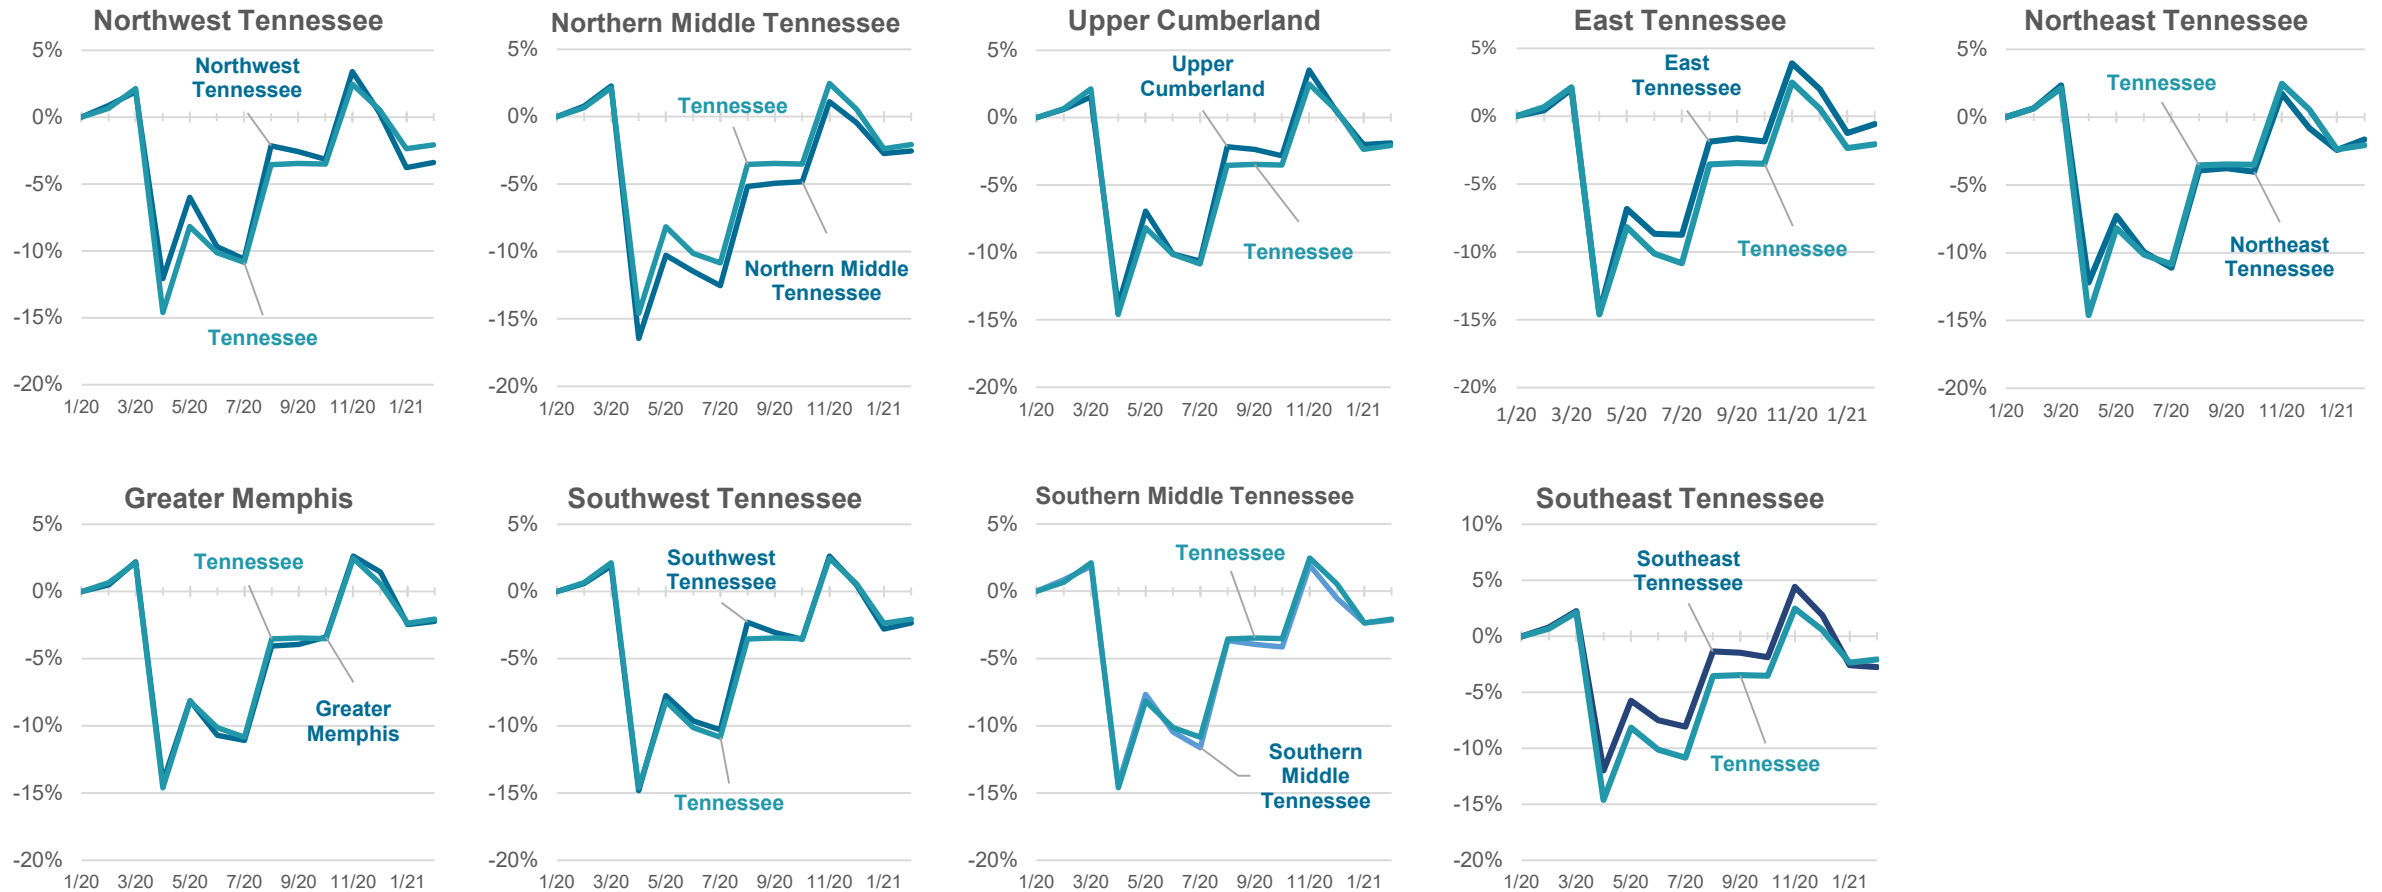 Northwest Tennessee
5%
0%
-5%
-10%
-15%
-20%
Northwest
Tennessee
Tennessee
1/20 3/20 5/20 7/20 9/20 11/20 1/21
Northern Middle Tennessee
5%
0%
-5%
-10%
-15%
-20%
Tennessee
Northern Middle
Tennessee
1/20 3/20 5/20 7/20 9/20 11/20 1/21
Upper Cumberland
5%
0%
-5%
-10%
-15%
-20%
Upper
Cumberland
Tennessee
1/20 3/20 5/20 7/20 9/20 11/20 1/21
East Tennessee
5%
0%
-5%
-10%
-15%
-20%
East
Tennessee
Tennessee
1/20 3/20 5/20 7/20 9/20 11/20 1/21
Northeast Tennessee
5%
0%
-5%
-10%
-15%
-20%
Tennessee
Northeast
Tennessee
1/20 3/20 5/20 7/20 9/20 11/20 1/21
Greater Memphis
5%
0%
-5%
-10%
-15%
-20%
Tennessee
Greater
Memphis
1/20 3/20 5/20 7/20 9/20 11/20 1/21
Southwest Tennessee
5%
0%
-5%
-10%
-15%
-20%
Southwest
Tennessee
Tennessee
1/20 3/20 5/20 7/20 9/20 11/20 1/21
Southern Middle Tennessee
5%
0%
-5%
-10%
-15%
-20%
Tennessee
Southern
Middle
Tennessee
1/20 3/20 5/20 7/20 9/20 11/20 1/21
Southeast Tennessee
10%
5%
0%
-5%
-10%
-15%
-20%
Southeast
Tennessee
Tennessee
1/20 3/20 5/20 7/20 9/20 11/20 1/21